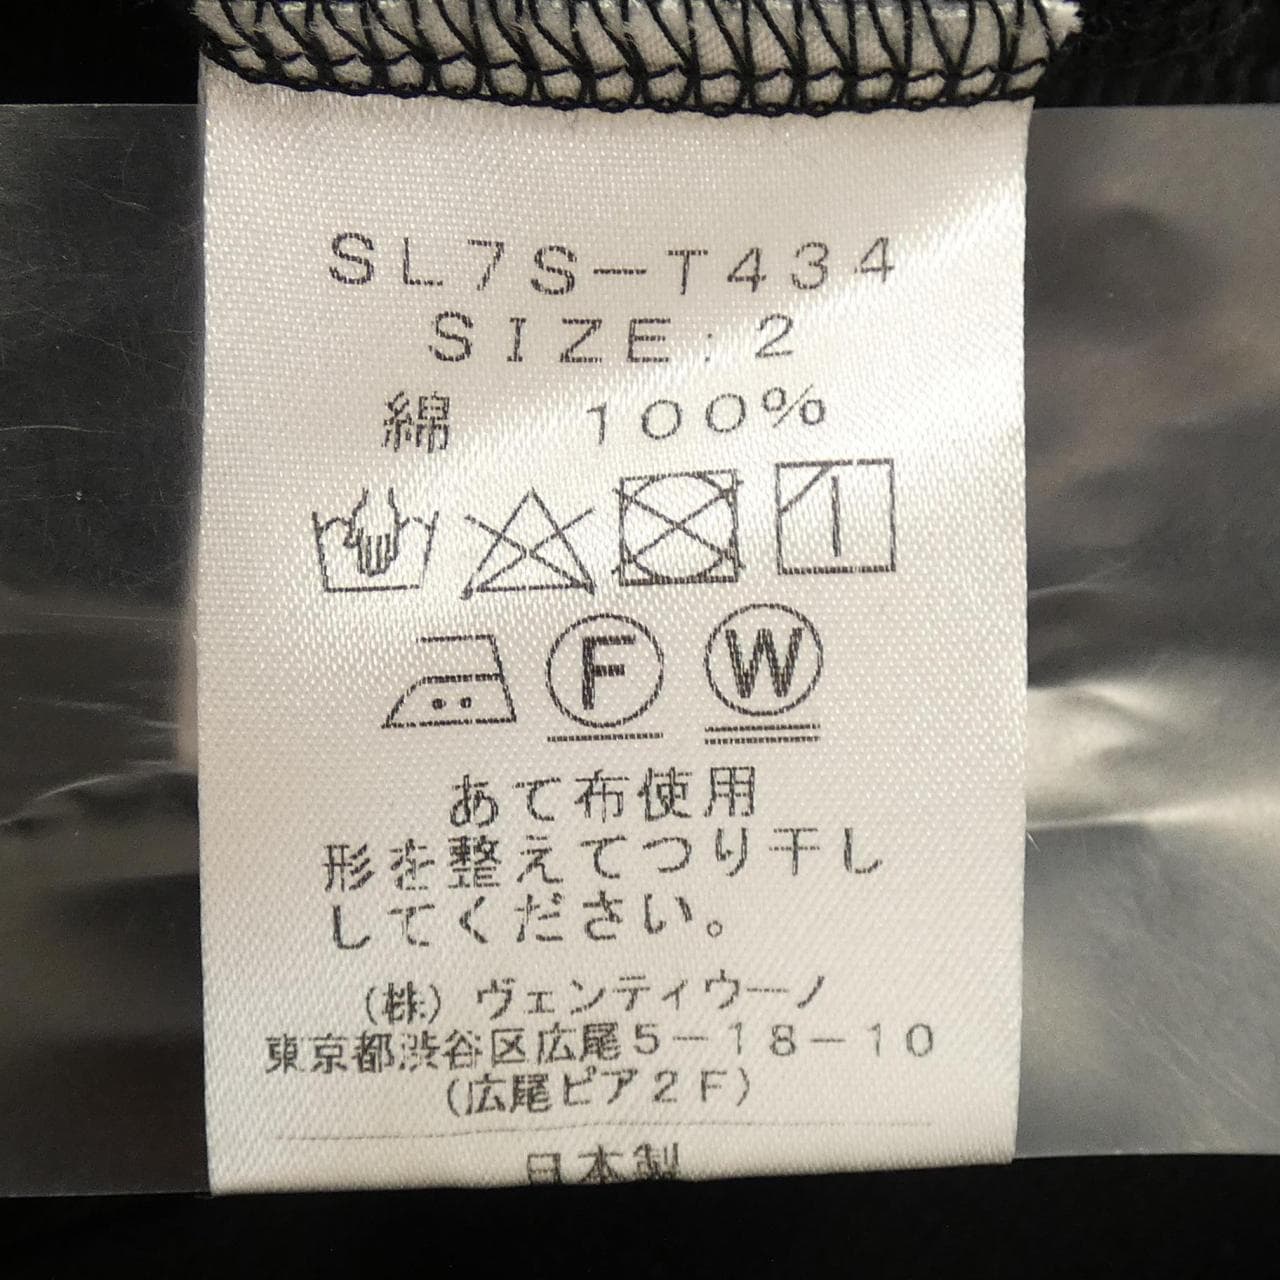 SL7S-T434
SIZE:2
綿　100%
F W
あて布使用
形を整えてつり干し
してください。
(株)ヴェンティウーノ
東京都渋谷区広尾5-18-10
(広尾ピア2F)
日本製